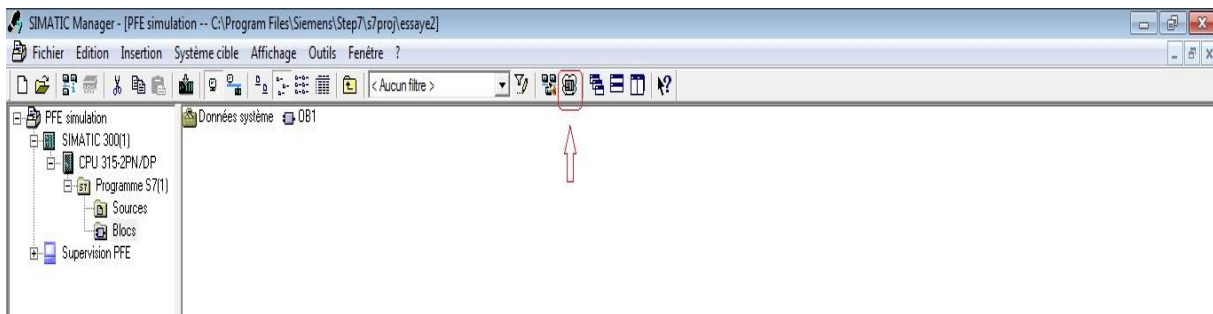 SIMATIC Manager - [PFE simulation -- C:\Program Files\Siemens\Step7\s7proj\essaye2]
Fichier Edition Insertion Système cible Affichage Outils Fenêtre ?
< Aucun filtre >
PFE simulation
Données système OB1
SIMATIC 300(1)
CPU 315-2PN/DP
Programme S7(1)
Sources
Blocs
Supervision PFE